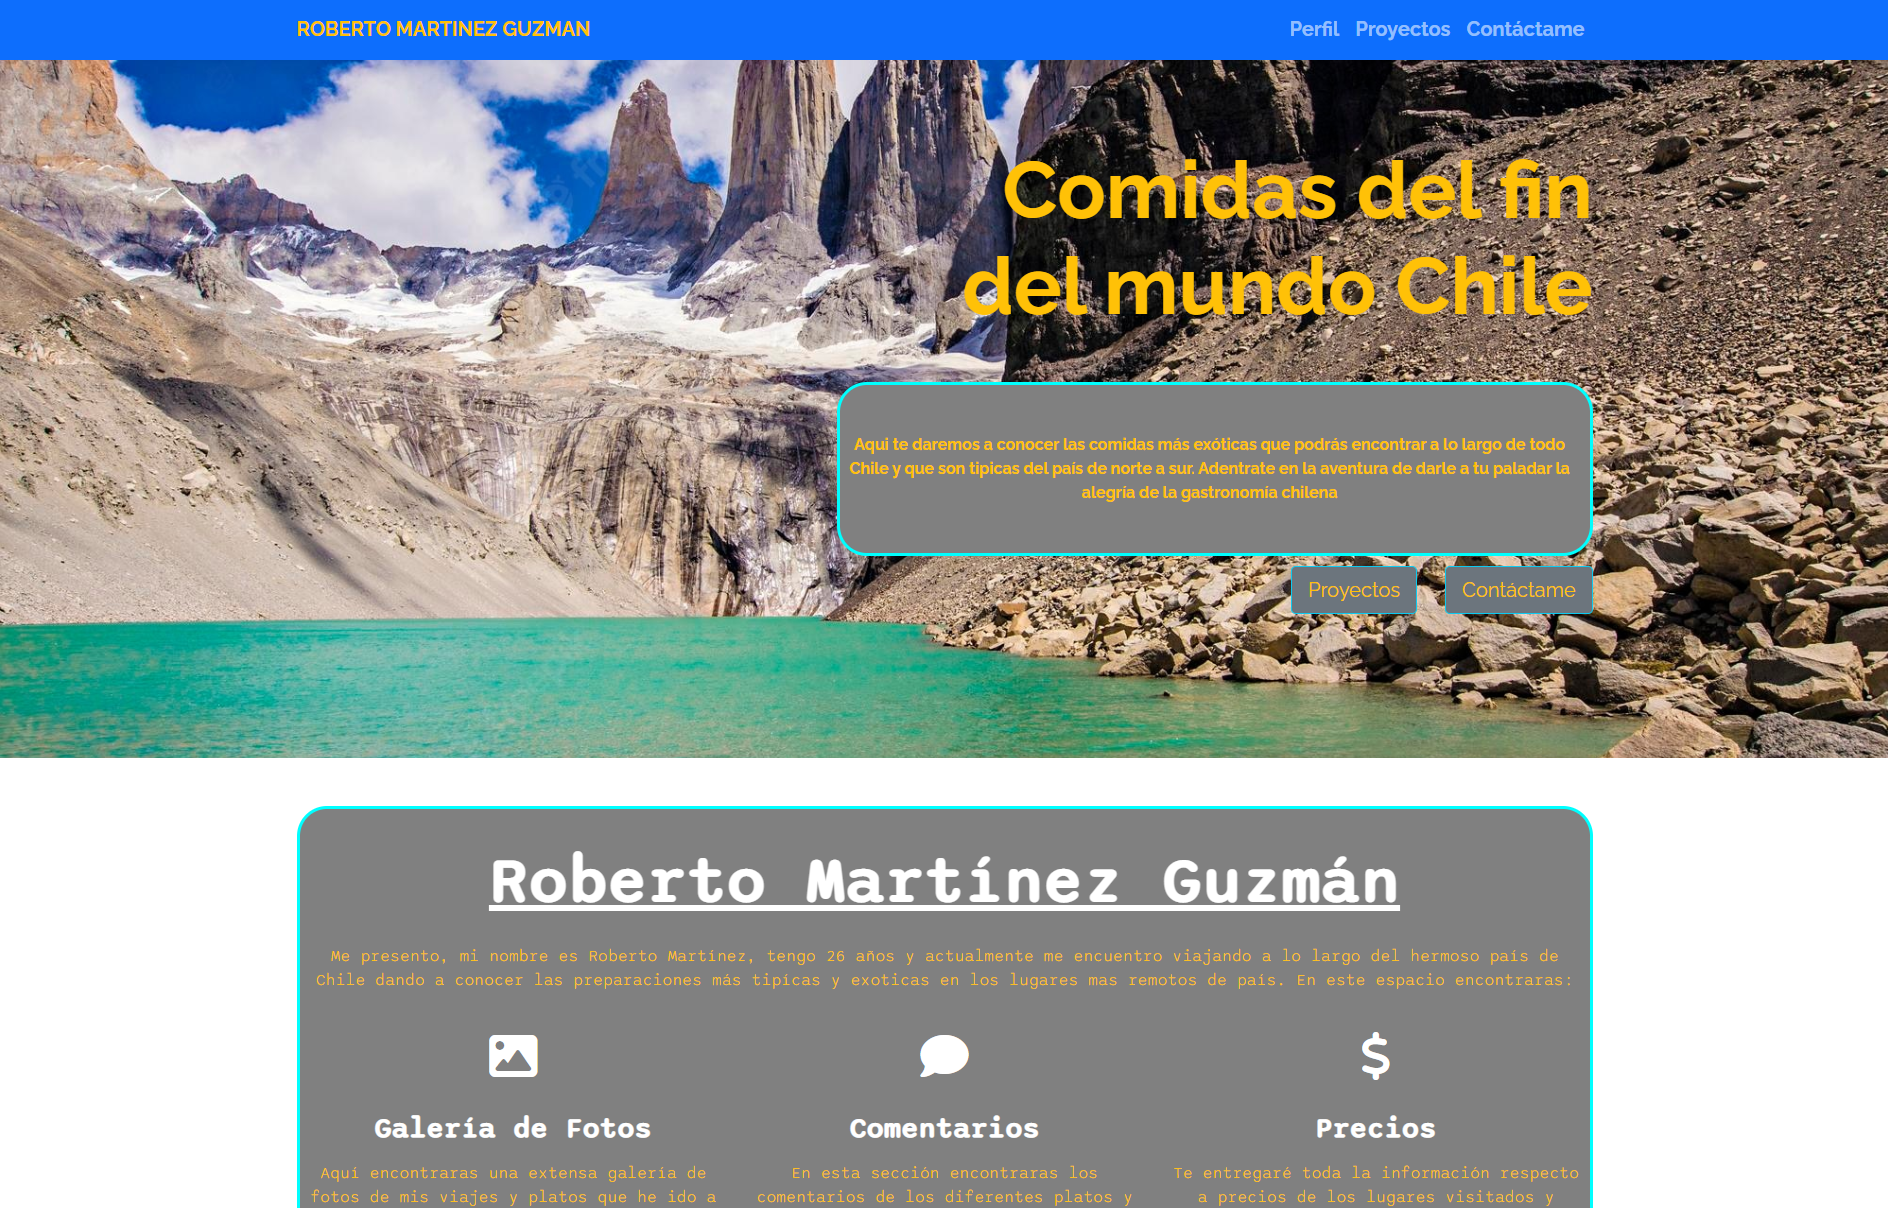 ROBERTO MARTINEZ GUZMAN
Perfil Proyectos Contáctame
Comidas del fin
del mundo Chile
Aqui te daremos a conocer las comidas más exóticas que podrás encontrar a lo largo de todo
Chile y que son tipicas del país de norte a sur. Adentrate en la aventura de darle a tu paladar la
alegría de la gastronomía chilena
Proyectos Contáctame
Roberto Martínez Guzmán
Me presento, mi nombre es Roberto Martínez, tengo 26 años y actualmente me encuentro viajando a lo largo del hermoso país de
Chile dando a conocer las preparaciones más tipícas y exoticas en los lugares mas remotos de país. En este espacio encontraras:
Galería de Fotos
Aquí encontraras una extensa galería de
fotos de mis viajes y platos que he ido a
Comentarios
En esta sección encontraras los
comentarios de los diferentes platos y
Precios
Te entregaré toda la información respecto
a precios de los lugares visitados y